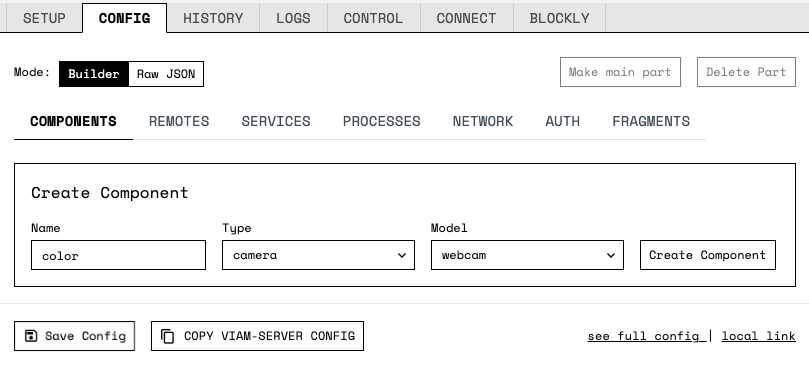 SETUP CONFIG HISTORY LOGS CONTROL CONNECT BLOCKLY
Mode: Builder Raw JSON Make main part Delete Part
COMPONENTS REMOTES SERVICES PROCESSES NETWORK AUTH FRAGMENTS
Create Component
Name Type Model
color camera webcam Create Component
Save Config COPY VIAM-SERVER CONFIG see full config | local link